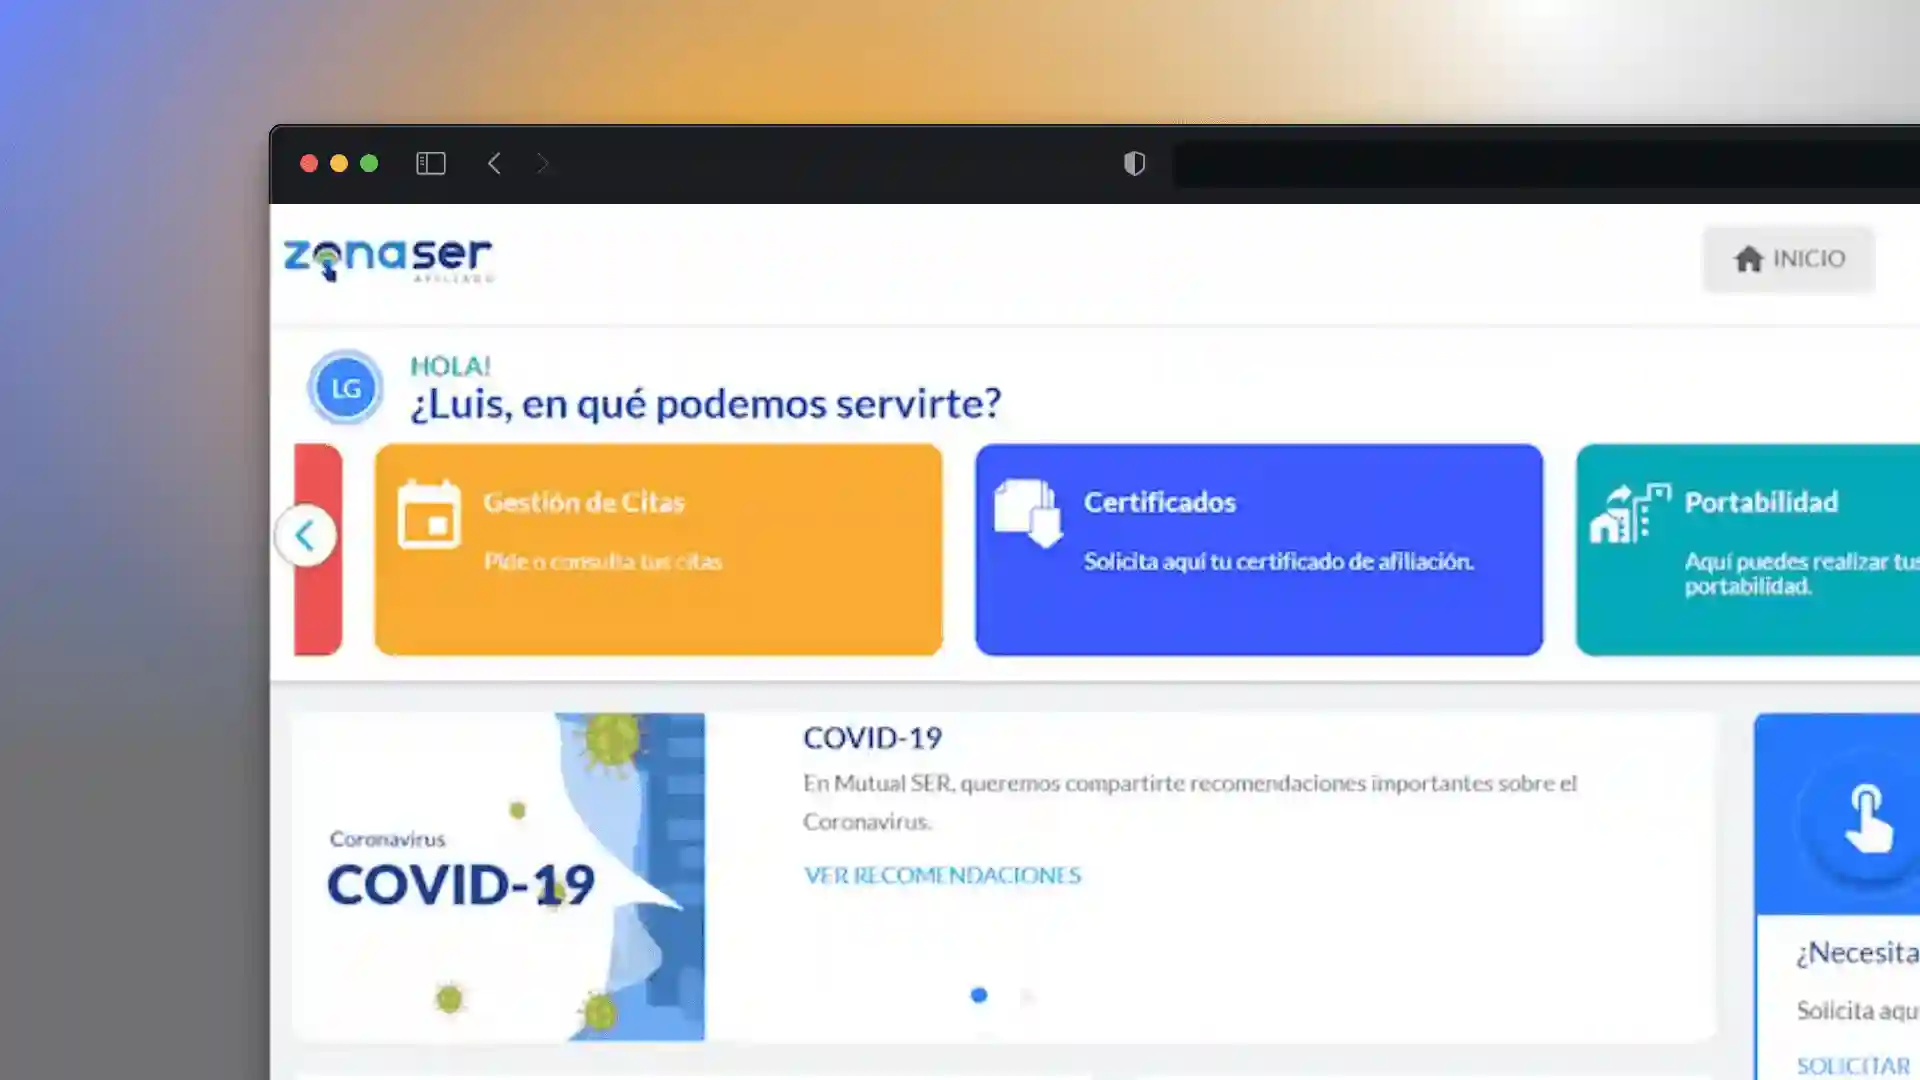 zonaser
AFILIADO
INICIO
LG
HOLA!
¿Luis, en qué podemos servirte?
Gestión de Citas
Pide o consulta tus citas
Certificados
Solicita aquí tu certificado de afiliación.
Portabilidad
Aquí puedes realizar tus
portabilidad.
Coronavirus
COVID-19
COVID-19
En Mutual SER, queremos compartirte recomendaciones importantes sobre el
Coronavirus.
VER RECOMENDACIONES
¿Necesita
Solicita aqu
SOLICITAR